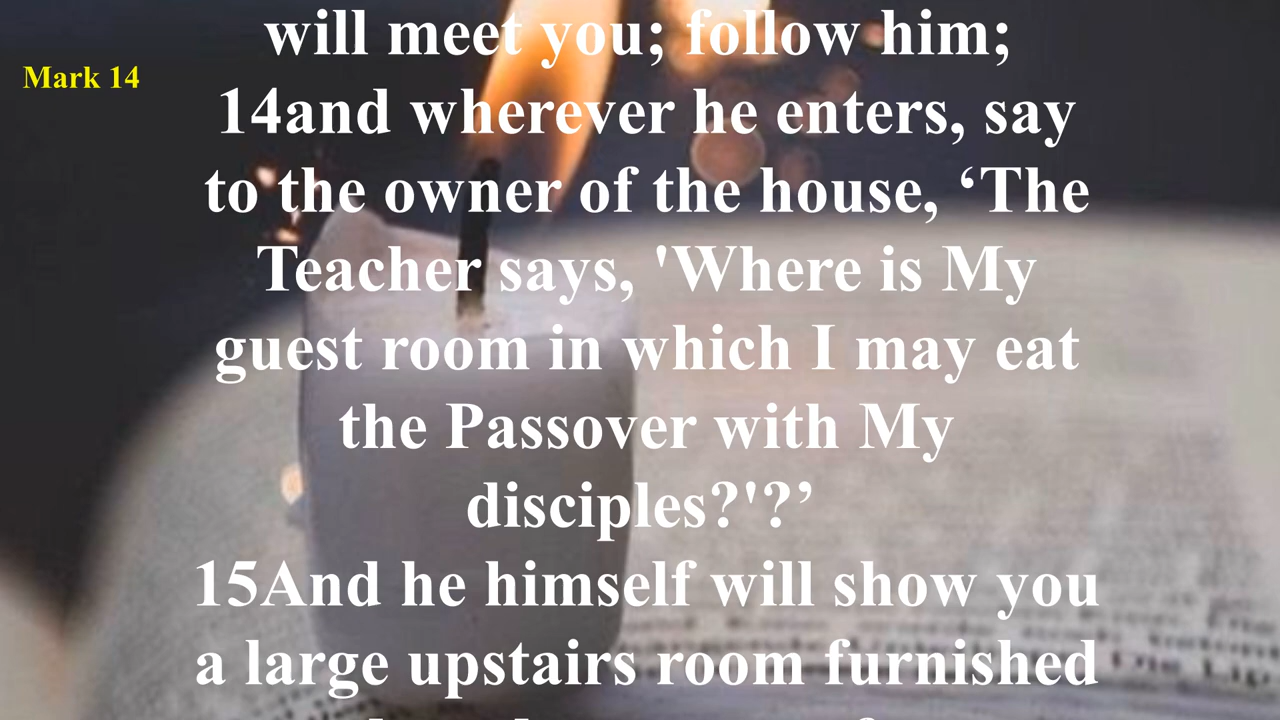 will meet you; follow him;
Mark 14
14and wherever he enters, say
to the owner of the house, ‘The
Teacher says, 'Where is My
guest room in which I may eat
the Passover with My
disciples?'?’
15And he himself will show you
a large upstairs room furnished